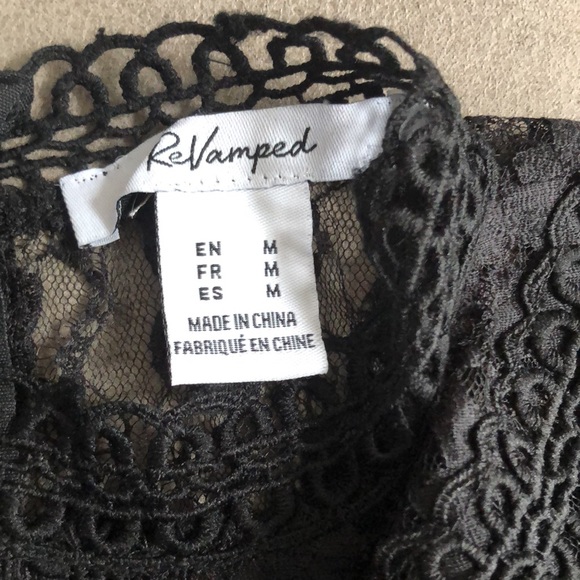 ReVamped
EN M
FR M
ES M
MADE IN CHINA
FABRIQUÉ EN CHINE